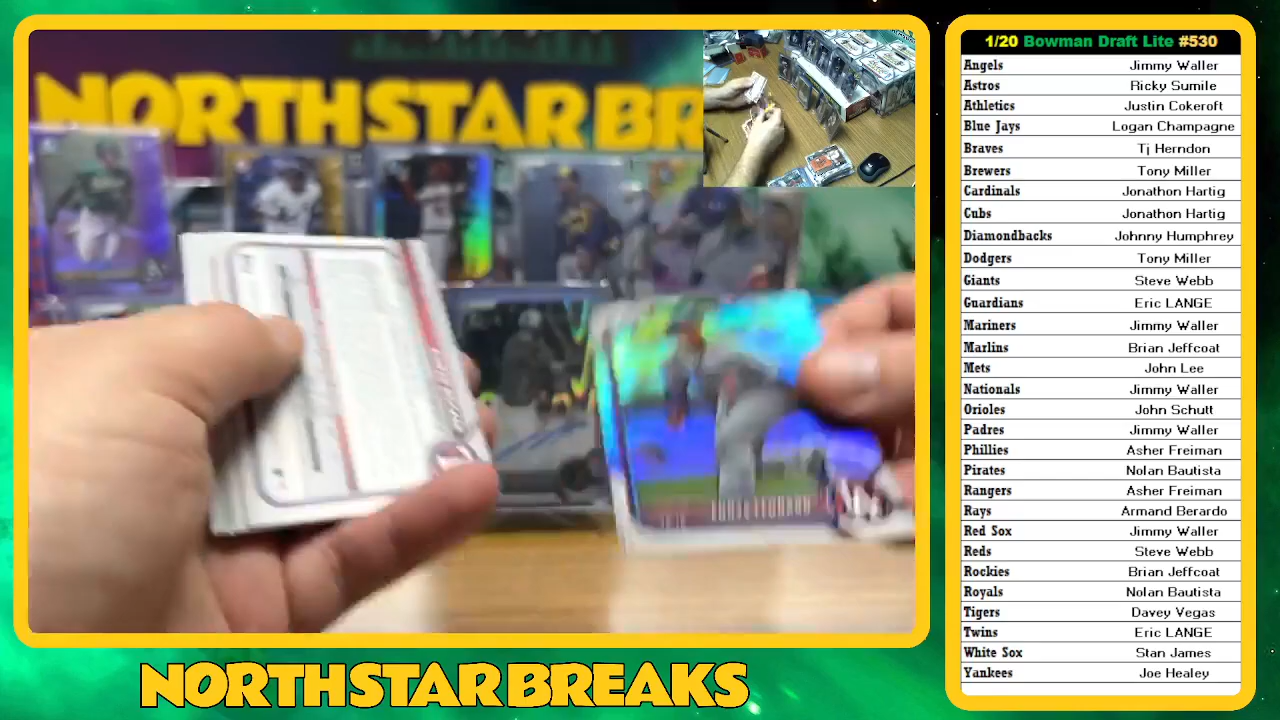 NORTHSTAR BR
1/20 Bowman Draft Lite #530
Angels Jimmy Waller
Astros Ricky Sumile
Athletics Justin Cokeroft
Blue Jays Logan Champagne
Braves Tj Herndon
Brewers Tony Miller
Cardinals Jonathon Hartig
Cubs Jonathon Hartig
Diamondbacks Johnny Humphrey
Dodgers Tony Miller
Giants Steve Webb
Guardians Eric LANGE
Mariners Jimmy Waller
Marlins Brian Jeffcoat
Mets John Lee
Nationals Jimmy Waller
Orioles John Schutt
Padres Jimmy Waller
Phillies Asher Freiman
Pirates Nolan Bautista
Rangers Asher Freiman
Rays Armand Berardo
Red Sox Jimmy Waller
Reds Steve Webb
Rockies Brian Jeffcoat
Royals Nolan Bautista
Tigers Davey Vegas
Twins Eric LANGE
White Sox Stan James
Yankees Joe Healey
NORTHSTAR BREAKS